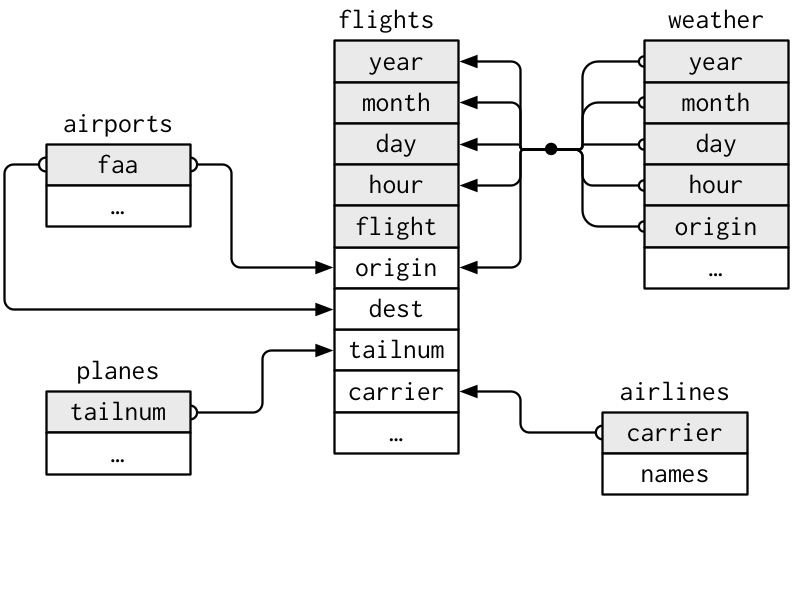 flights
year
month
day
hour
flight
origin
dest
tailnum
carrier
…
weather
year
month
day
hour
origin
…
airports
faa
…
planes
tailnum
…
airlines
carrier
names